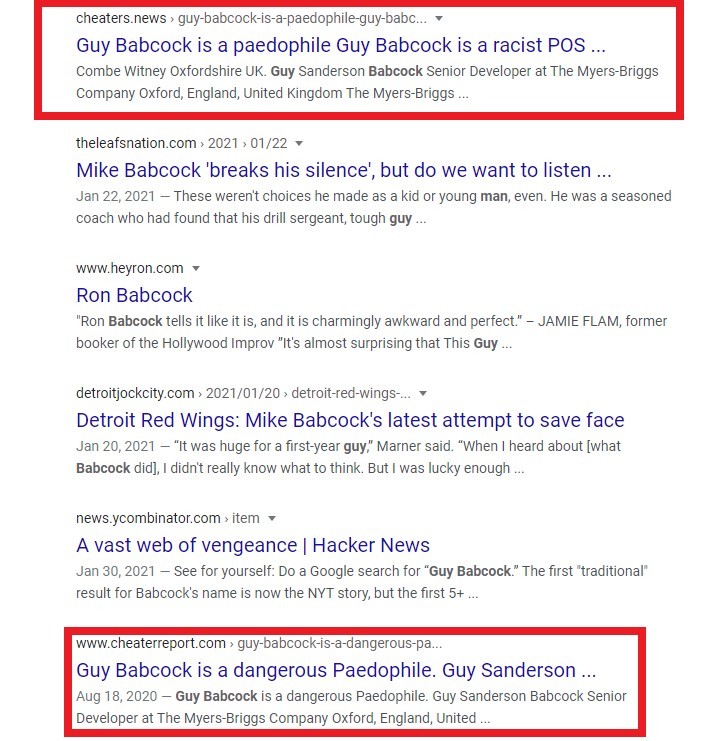 cheaters.news › guy-babcock-is-a-paedophile-guy-babc...
Guy Babcock is a paedophile Guy Babcock is a racist POS ...
Combe Witney Oxfordshire UK. Guy Sanderson Babcock Senior Developer at The Myers-Briggs
Company Oxford, England, United Kingdom The Myers-Briggs ...
theleafsnation.com › 2021 › 01/22
Mike Babcock 'breaks his silence', but do we want to listen ...
Jan 22, 2021 — These weren't choices he made as a kid or young man, even. He was a seasoned
coach who had found that his drill sergeant, tough guy ...
www.heyron.com
Ron Babcock
"Ron Babcock tells it like it is, and it is charmingly awkward and perfect.” – JAMIE FLAM, former
booker of the Hollywood Improv ”It's almost surprising that This Guy ...
detroitjockcity.com › 2021/01/20 › detroit-red-wings-...
Detroit Red Wings: Mike Babcock's latest attempt to save face
Jan 20, 2021 — “It was huge for a first-year guy,” Marner said. “When I heard about [what
Babcock did], I didn't really know what to think. But I was lucky enough ...
news.ycombinator.com › item
A vast web of vengeance | Hacker News
Jan 30, 2021 — See for yourself: Do a Google search for “Guy Babcock.” The first "traditional"
result for Babcock's name is now the NYT story, but the first 5+ ...
www.cheaterreport.com › guy-babcock-is-a-dangerous-pa...
Guy Babcock is a dangerous Paedophile. Guy Sanderson ...
Aug 18, 2020 — Guy Babcock is a dangerous Paedophile. Guy Sanderson Babcock Senior
Developer at The Myers-Briggs Company Oxford, England, United ...